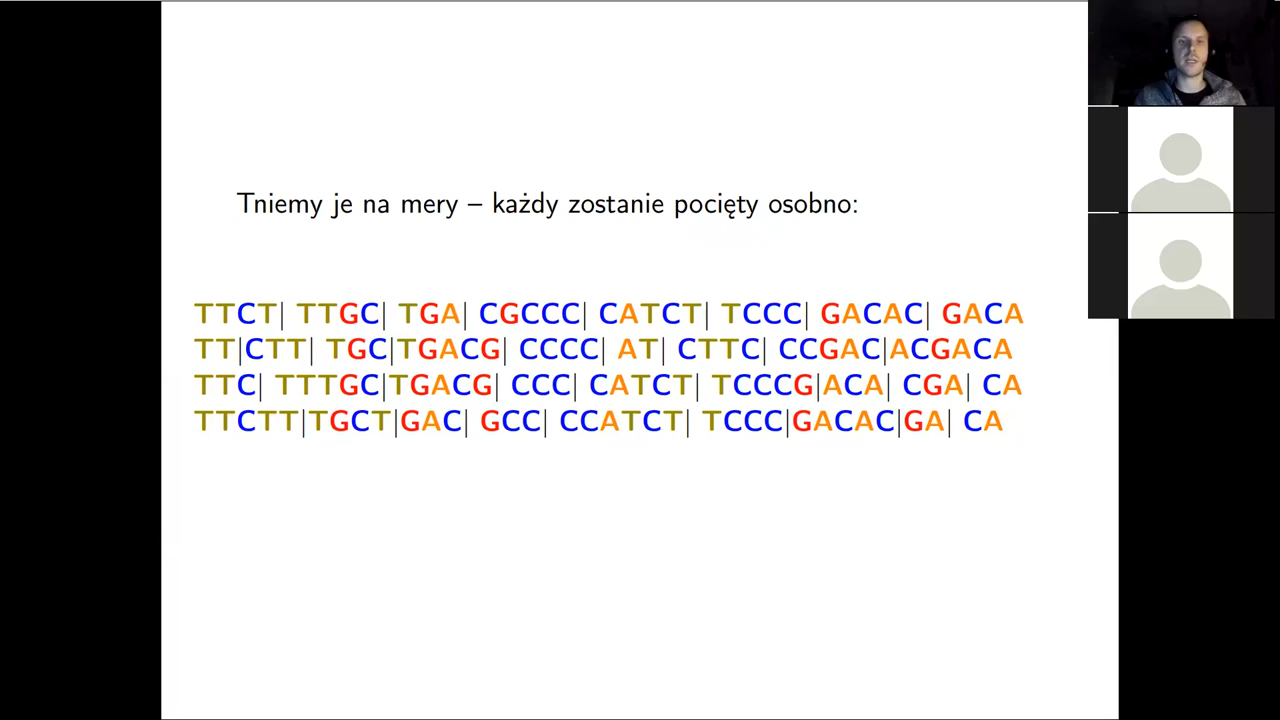 Tniemy je na mery – każdy zostanie pocięty osobno:
TTCT| TTGC| TGA| CGCCC| CATCT| TCCC| GACAC| GACA
TT|CTT| TGC|TGACG| CCCC| AT| CTTC| CCGAC|ACGACA
TTC| TTTGC|TGACG| CCC| CATCT| TCCCG|ACA| CGA| CA
TTCTT|TGCT|GAC| GCC| CCATCT| TCCC|GACAC|GA| CA